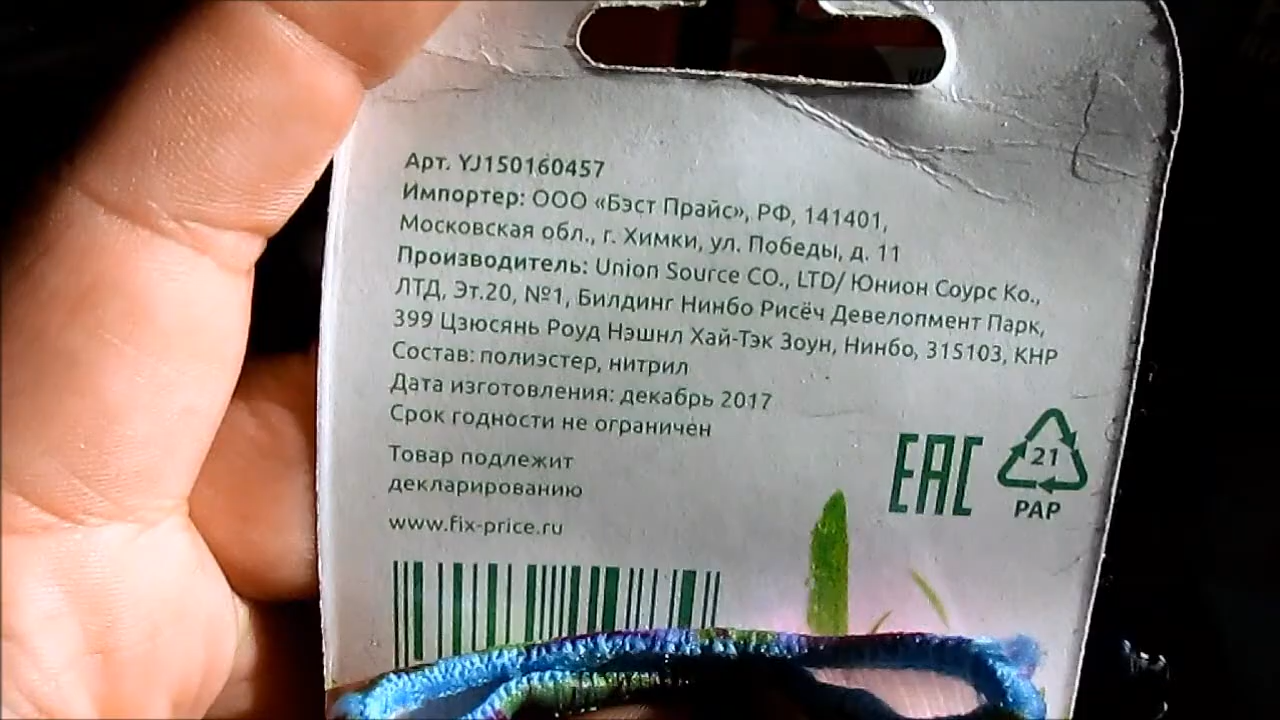 Арт. YJ150160457
Импортер: ООО «Бэст Прайс», РФ, 141401,
Московская обл., г. Химки, ул. Победы, д. 11
Производитель: Union Source CO., LTD/ Юнион Соурс Ко.,
ЛТД, Эт.20, №1, Билдинг Нинбо Рисёч Девелопмент Парк,
399 Цзюсянь Роуд Нэшнл Хай-Тэк Зоун, Нинбо, 315103, КНР
Состав: полиэстер, нитрил
Дата изготовления: декабрь 2017
Срок годности не ограничен
Товар подлежит
декларированию
www.fix-price.ru
EAC
21
PAP